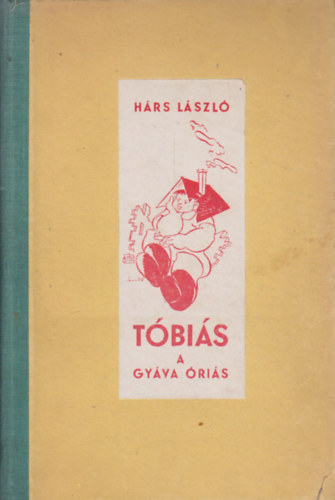 HÁRS LÁSZLÓ
TÓBIÁS
A
GYÁVA ÓRIÁS